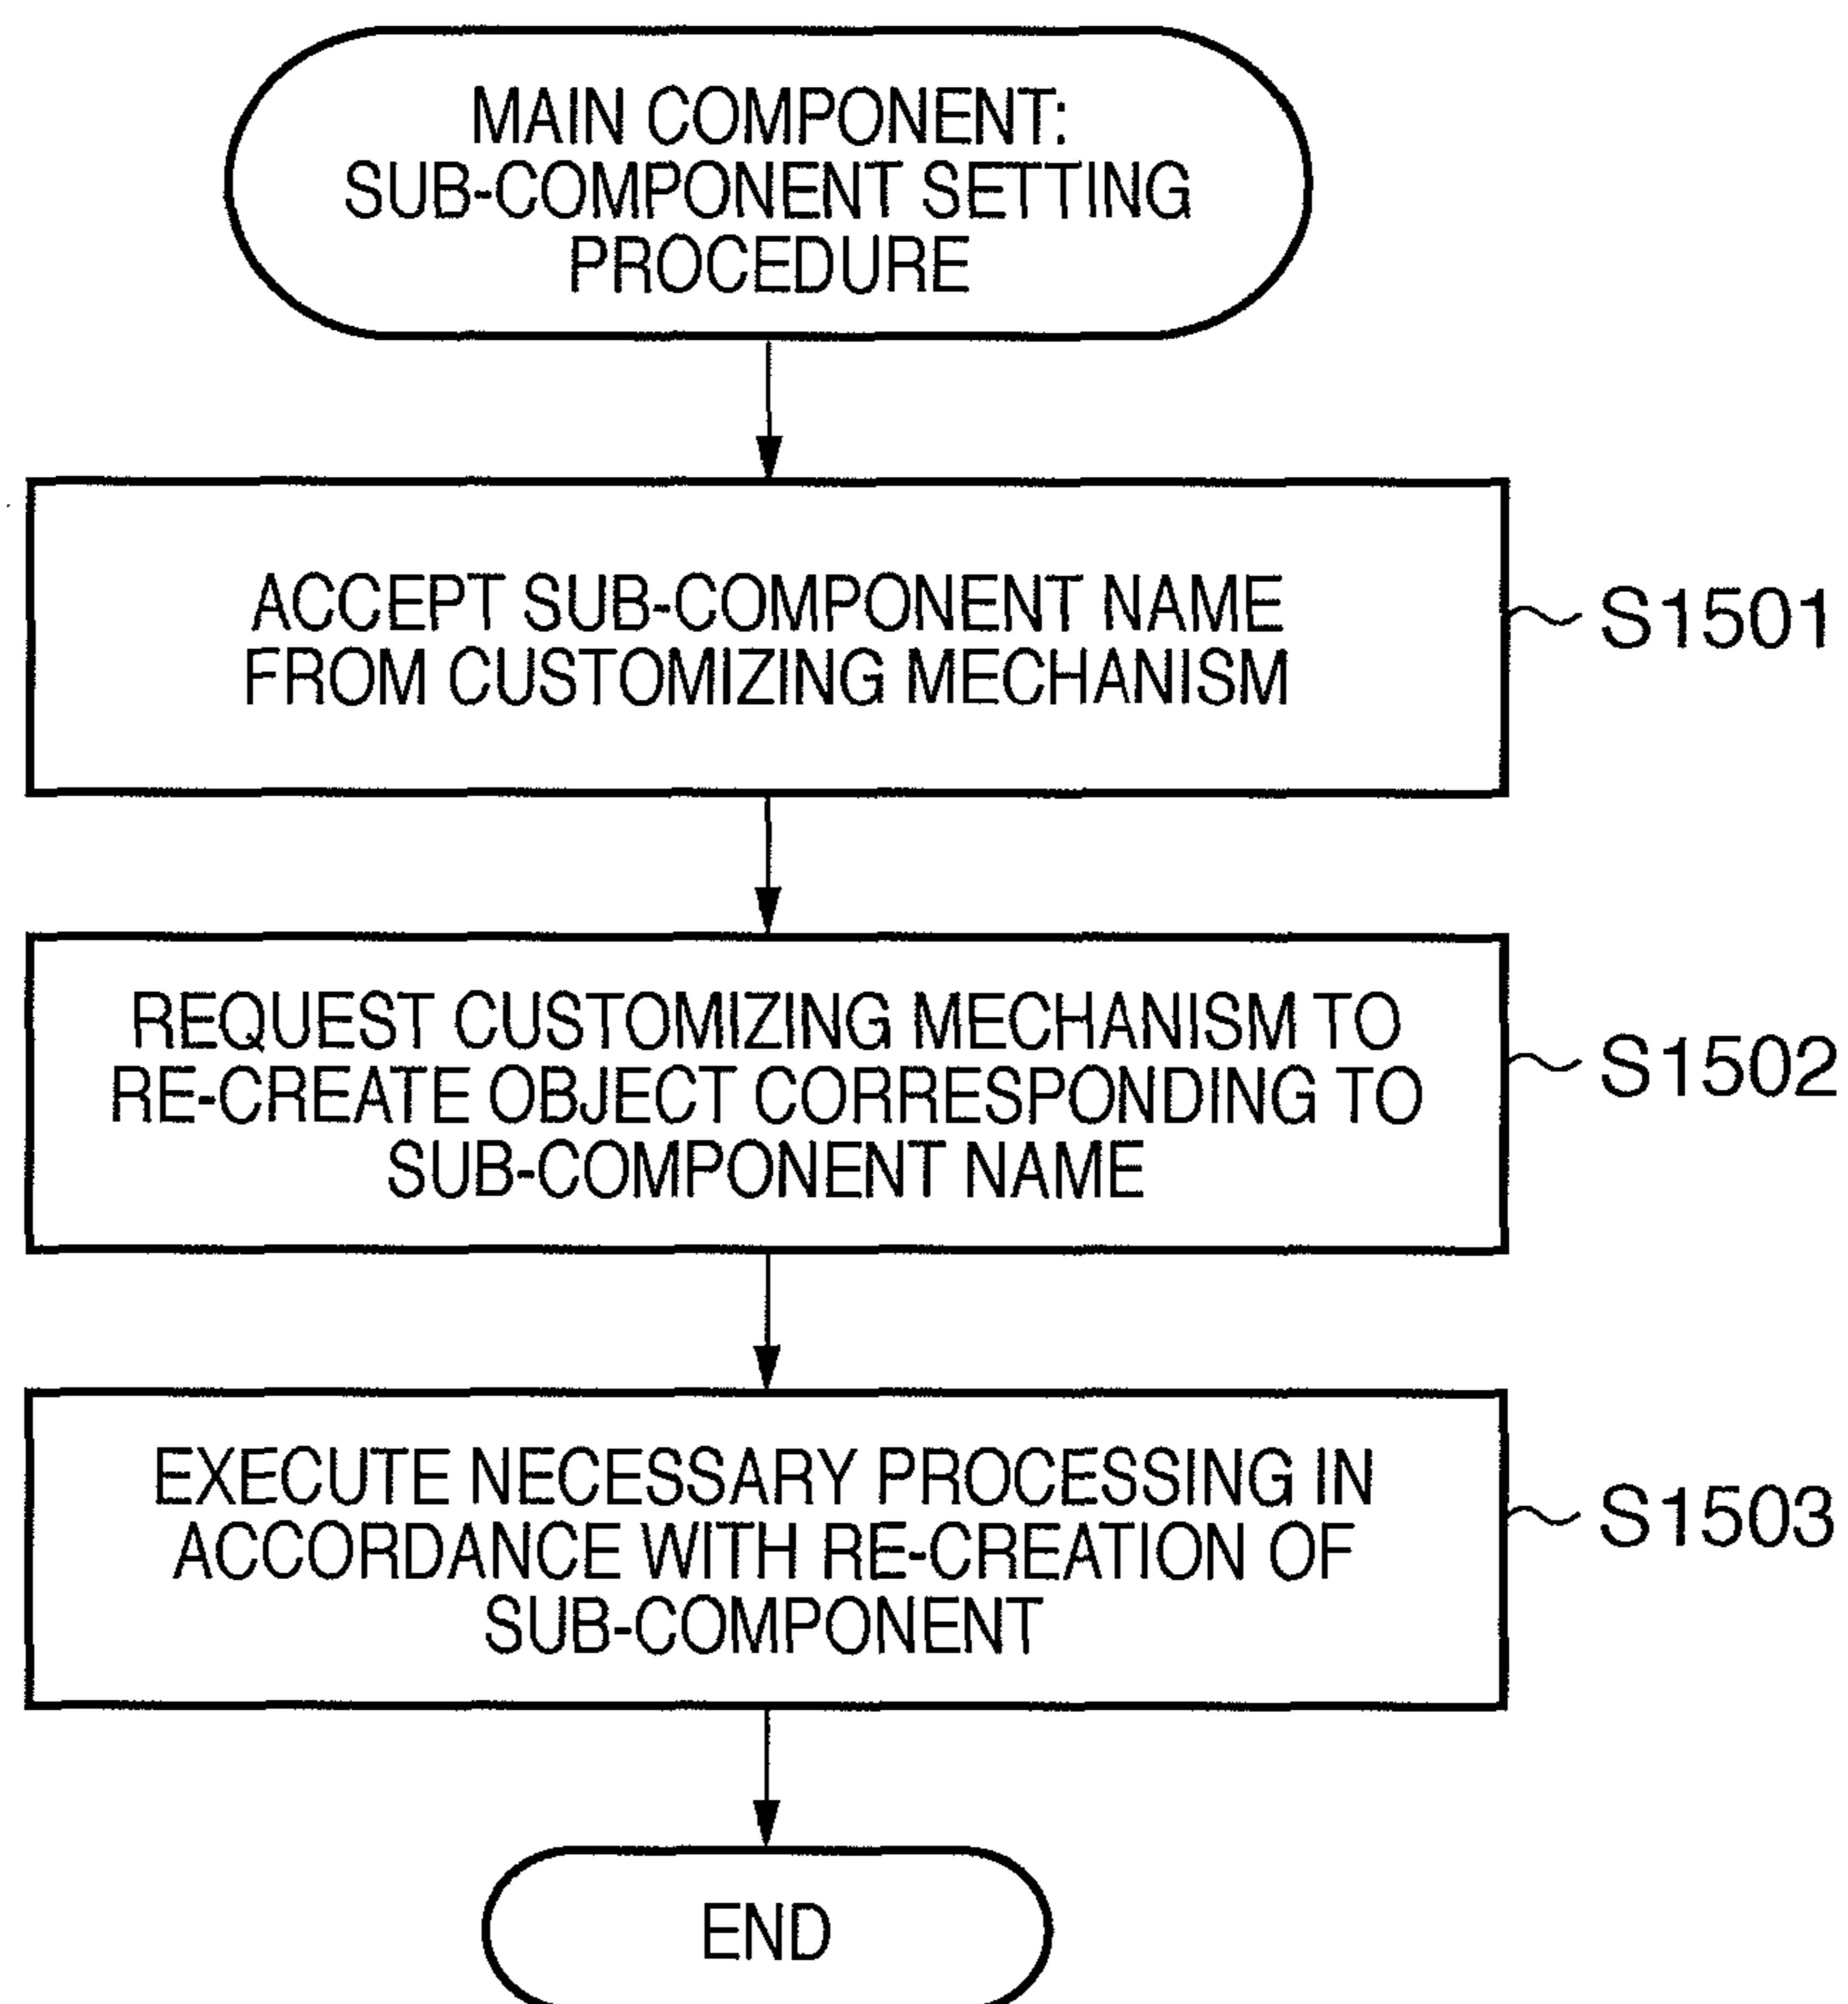 MAIN COMPONENT:
SUB-COMPONENT SETTING
PROCEDURE
ACCEPT SUB-COMPONENT NAME
FROM CUSTOMIZING MECHANISM
S1501
REQUEST CUSTOMIZING MECHANISM TO
RE-CREATE OBJECT CORRESPONDING TO
SUB-COMPONENT NAME
S1502
EXECUTE NECESSARY PROCESSING IN
ACCORDANCE WITH RE-CREATION OF
SUB-COMPONENT
S1503
END